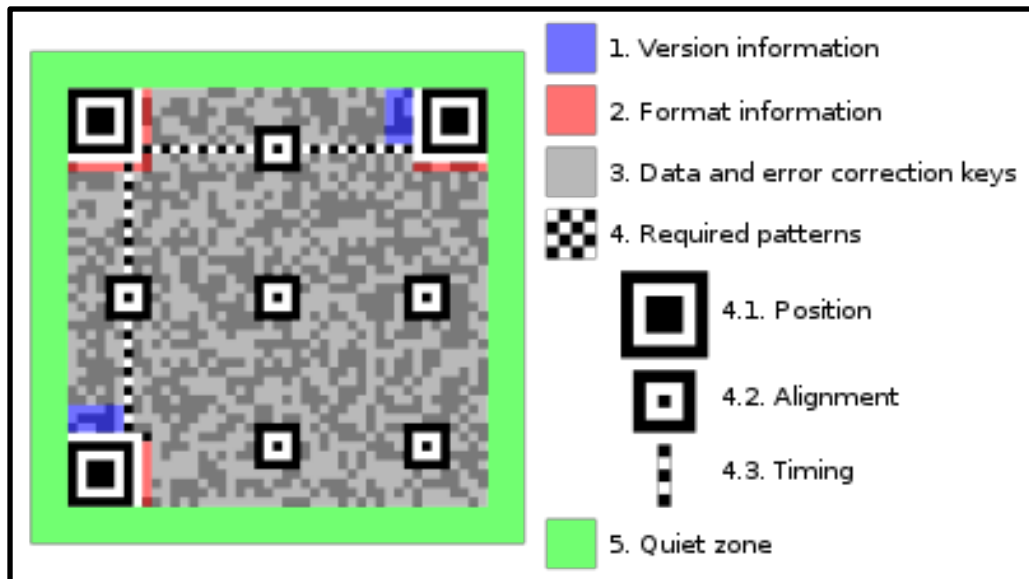 1. Version information
2. Format information
3. Data and error correction keys
4. Required patterns
4.1. Position
4.2. Alignment
4.3. Timing
5. Quiet zone